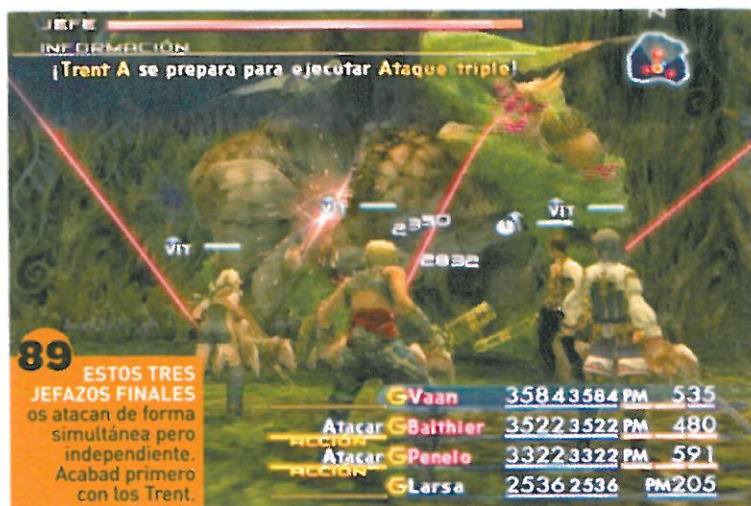 JEFE
INFORMACIÓN
¡Trent A se prepara para ejecutar Ataque triple!
N
VIT
2350
VIT
VIT
2832
89
ESTOS TRES
JEFAZOS FINALES
os atacan de forma
simultánea pero
independiente.
Acabad primero
con los Trent.
G Vaan 3584 3584 PM 535
Atacar G Balthier 3522 3522 PM 480
ACCIÓN
Atacar G Penelo 3322 3322 PM 591
ACCIÓN
G Larsa 2536 2536 PM 205